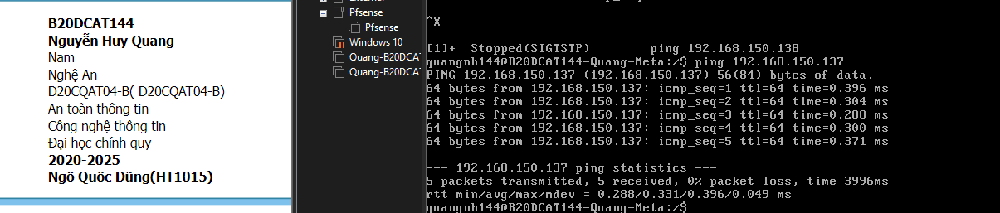 B20DCAT144
Nguyễn Huy Quang
Nam
Nghệ An
D20CQAT04-B( D20CQAT04-B)
An toàn thông tin
Công nghệ thông tin
Đại học chính quy
2020-2025
Ngô Quốc Dũng(HT1015)
Pfsense
Pfsense
Windows 10
Quang-B20DCAT
Quang-B20DCAT
^X
[1]+  Stopped(SIGTSTP)        ping 192.168.150.138
quangnh144@B20DCAT144-Quang-Meta:/$ ping 192.168.150.137
PING 192.168.150.137 (192.168.150.137) 56(84) bytes of data.
64 bytes from 192.168.150.137: icmp_seq=1 ttl=64 time=0.396 ms
64 bytes from 192.168.150.137: icmp_seq=2 ttl=64 time=0.304 ms
64 bytes from 192.168.150.137: icmp_seq=3 ttl=64 time=0.288 ms
64 bytes from 192.168.150.137: icmp_seq=4 ttl=64 time=0.300 ms
64 bytes from 192.168.150.137: icmp_seq=5 ttl=64 time=0.371 ms
--- 192.168.150.137 ping statistics ---
5 packets transmitted, 5 received, 0% packet loss, time 3996ms
rtt min/avg/max/mdev = 0.288/0.331/0.396/0.049 ms
quangnh144@B20DCAT144-Quang-Meta:/$